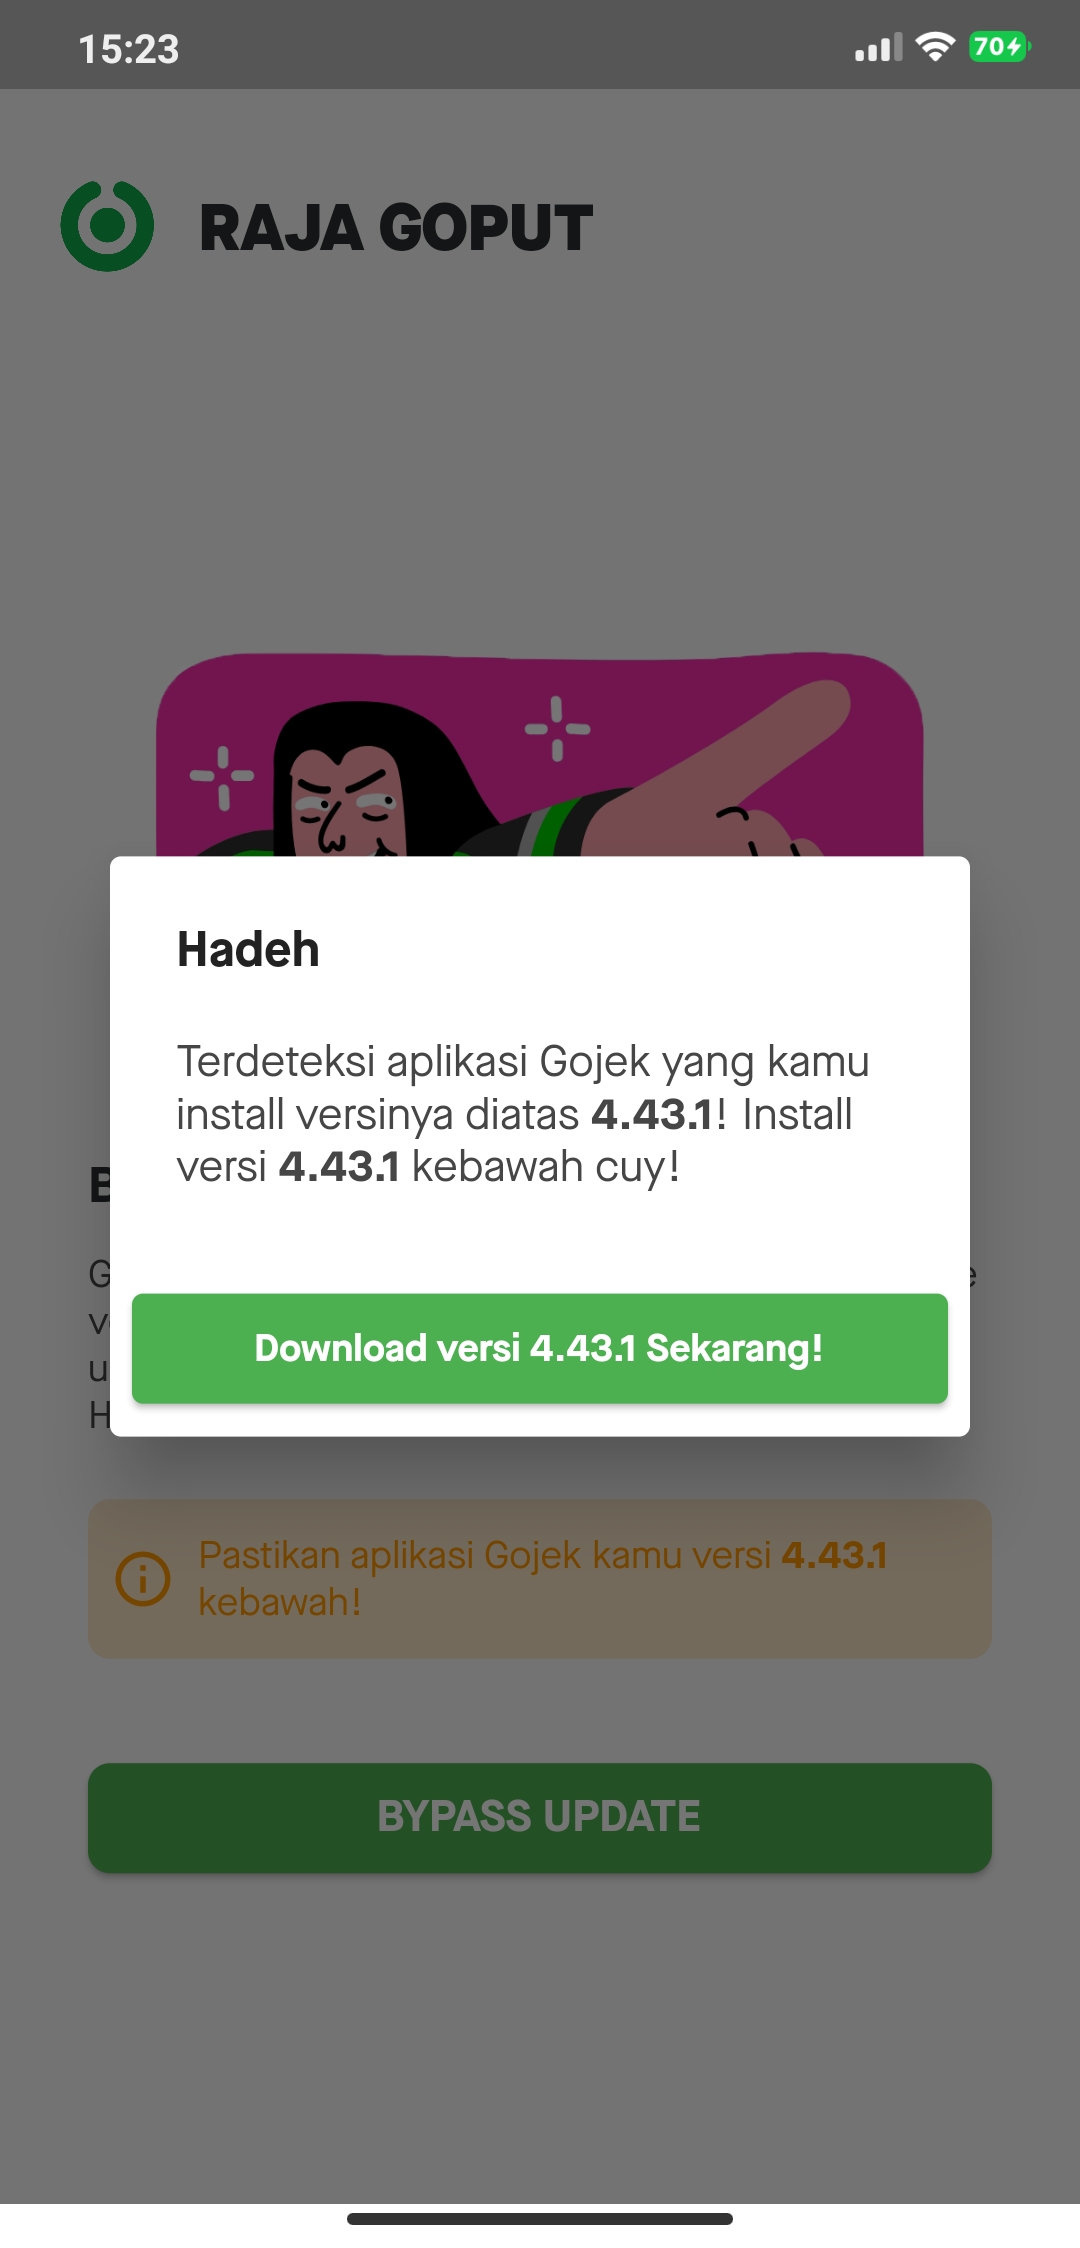 15:23
70
RAJA GOPUT
Hadeh
Terdeteksi aplikasi Gojek yang kamu
install versinya diatas 4.43.1! Install
versi 4.43.1 kebawah cuy!
Download versi 4.43.1 Sekarang!
Pastikan aplikasi Gojek kamu versi 4.43.1
kebawah!
BYPASS UPDATE